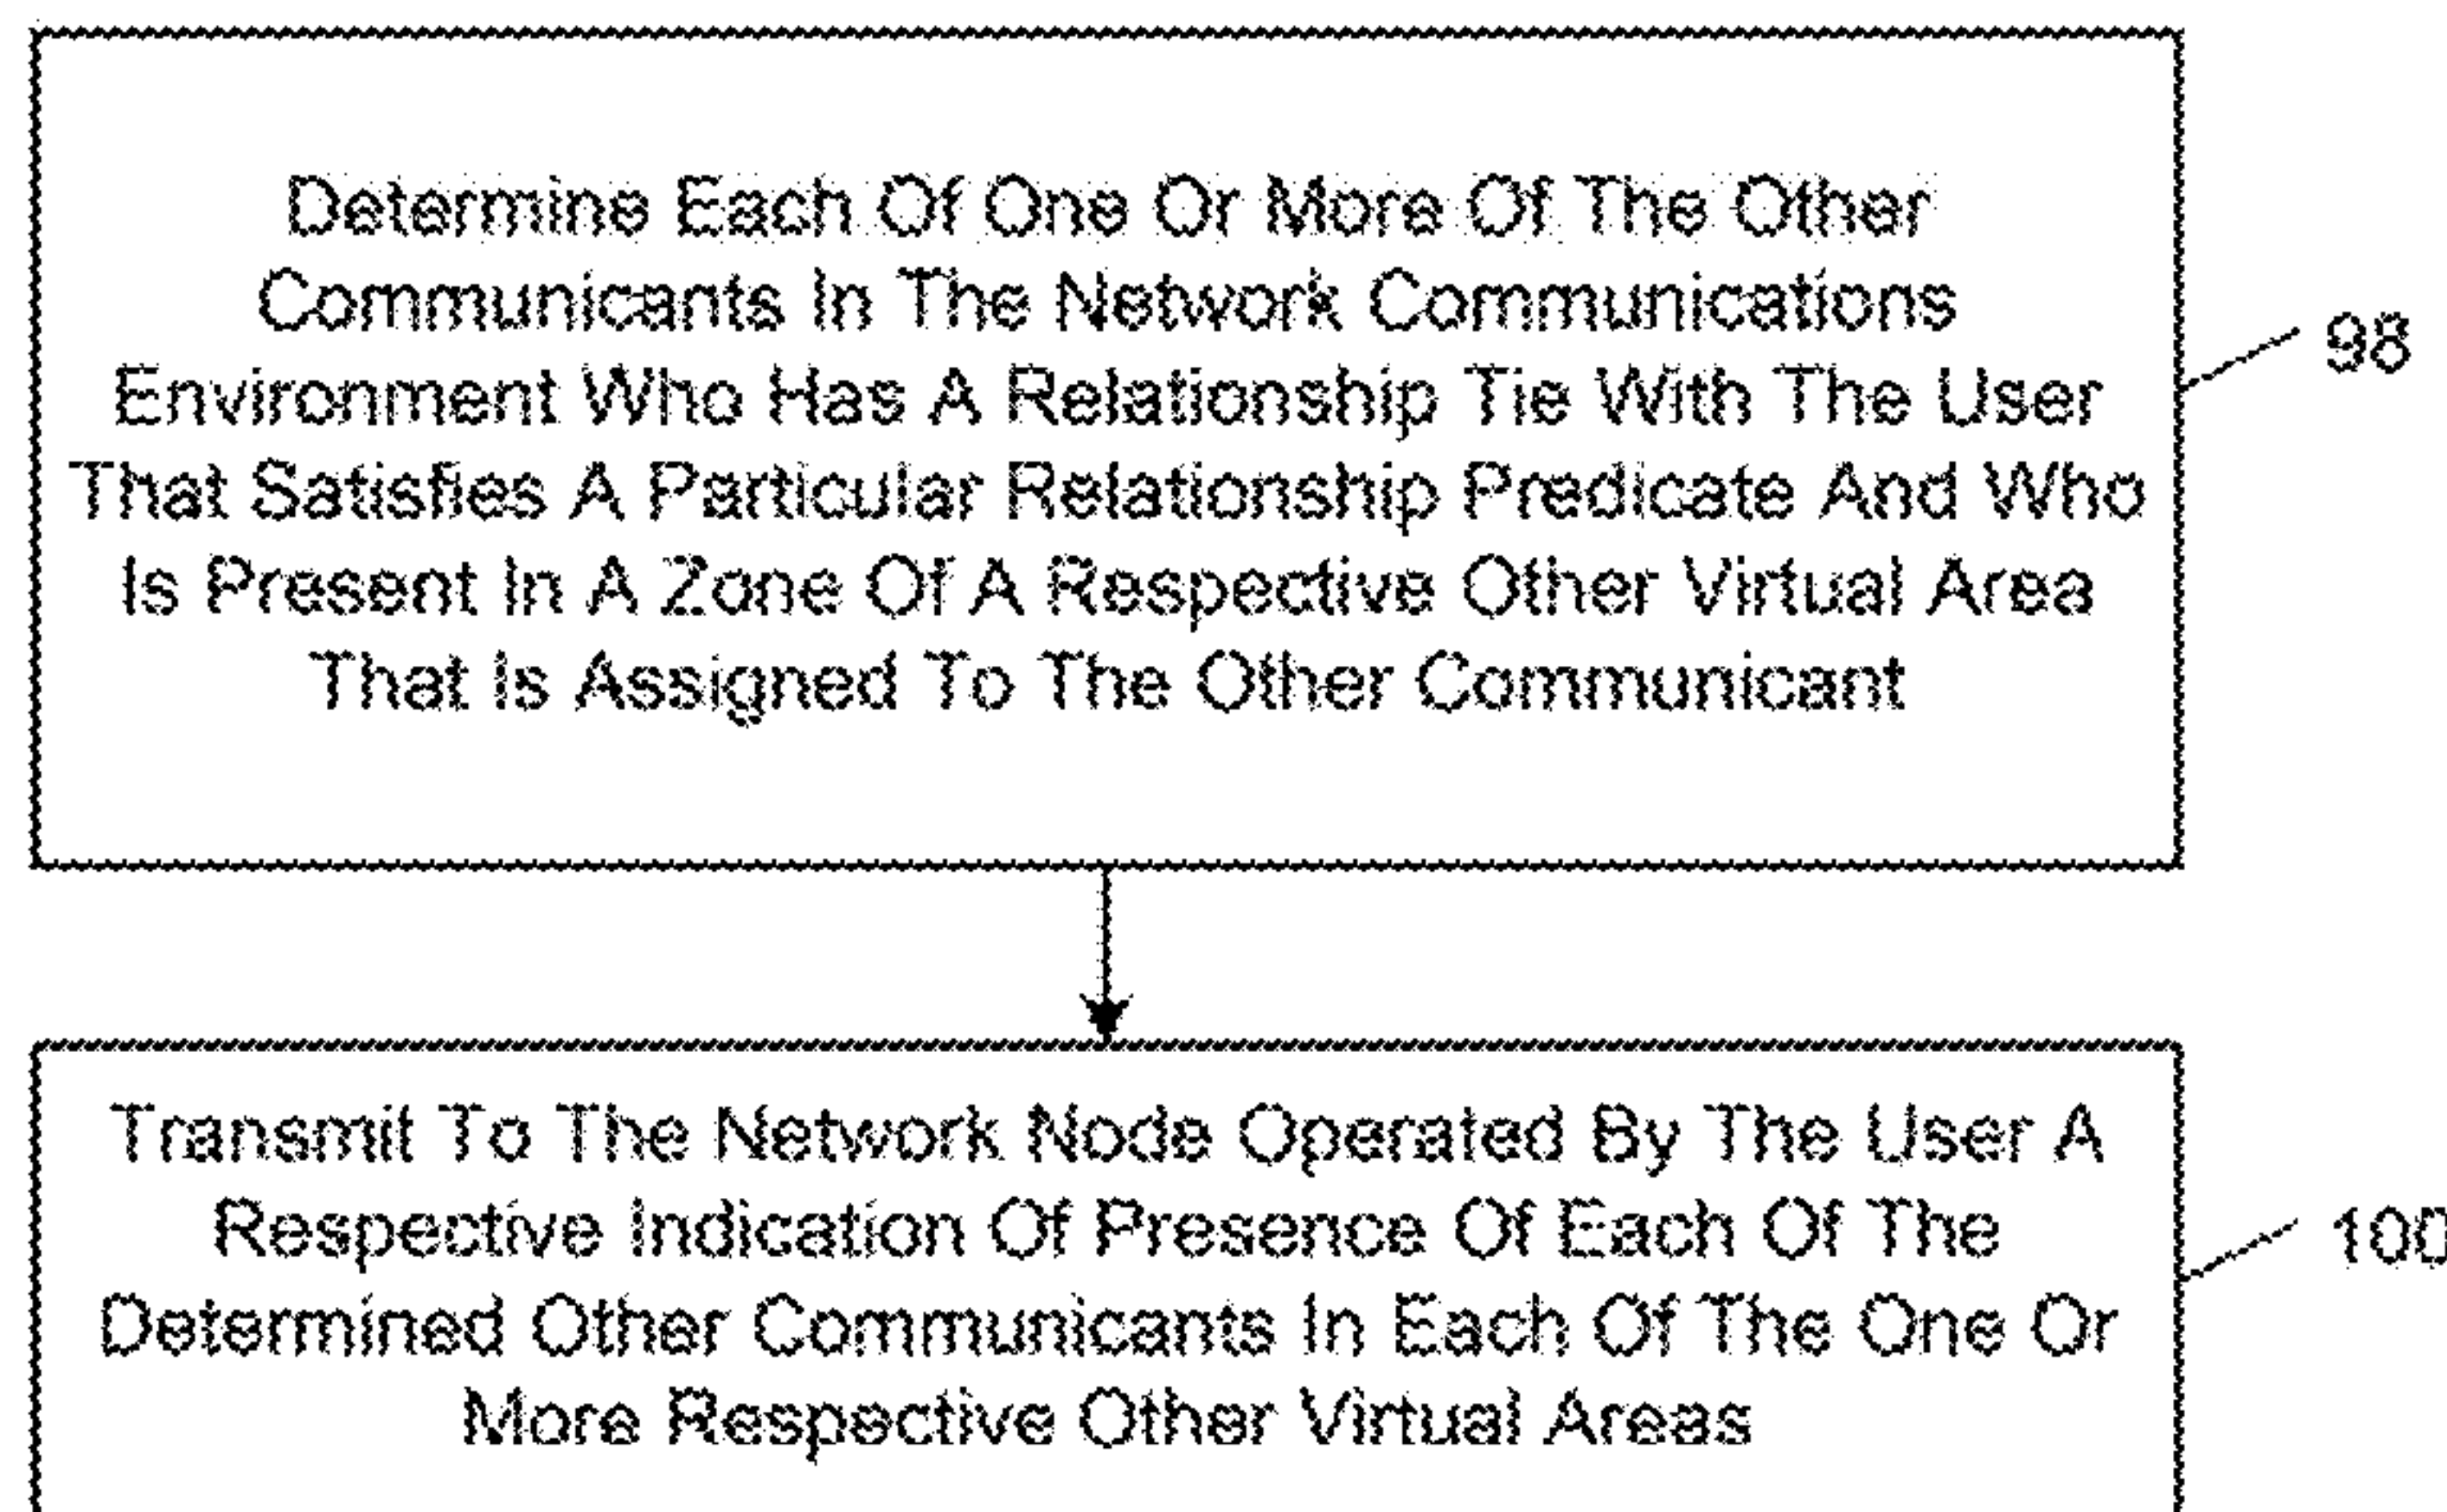 Determine Each Of One Or More Of The Other
Communicants In The Network Communications
Environment Who Has A Relationship Tie With The User
That Satisfies A Particular Relationship Predicate And Who
Is Present In A Zone Of A Respective Other Virtual Area
That Is Assigned To The Other Communicant
98
Transmit To The Network Node Operated By The User A
Respective Indication Of Presence Of Each Of The
Determined Other Communicants In Each Of The One Or
More Respective Other Virtual Areas
100